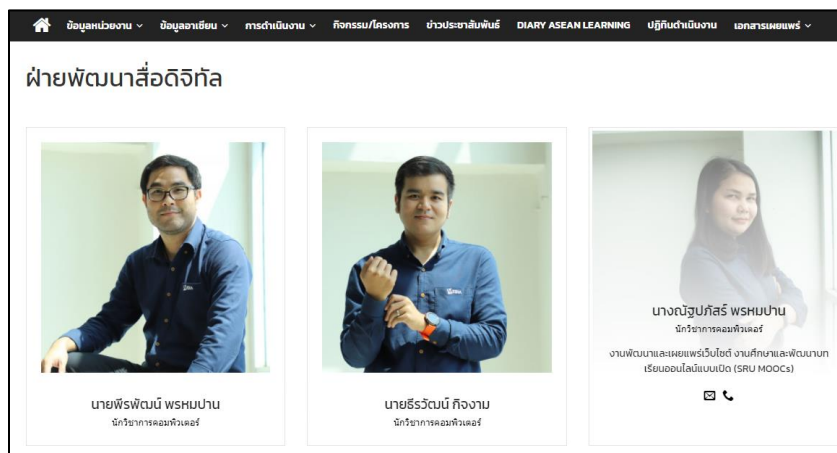 ข้อมูลหน่วยงาน ข้อมูลอาเซียน การดำเนินงาน กิจกรรม/โครงการ ข่าวประชาสัมพันธ์ DIARY ASEAN LEARNING ปฏิทินดำเนินงาน เอกสารเผยแพร่
ฝ่ายพัฒนาสื่อดิจิทัล
นายพีรพัฒน์ พรหมปาน
นักวิชาการคอมพิวเตอร์
นายธีรวัฒน์ กิจงาม
นักวิชาการคอมพิวเตอร์
นางณัฐปภัสร์ พรหมปาน
นักวิชาการคอมพิวเตอร์
งานพัฒนาและเผยแพร่เว็บไซต์ งานศึกษาและพัฒนาบท
เรียนออนไลน์แบบเปิด (SRU MOOCs)